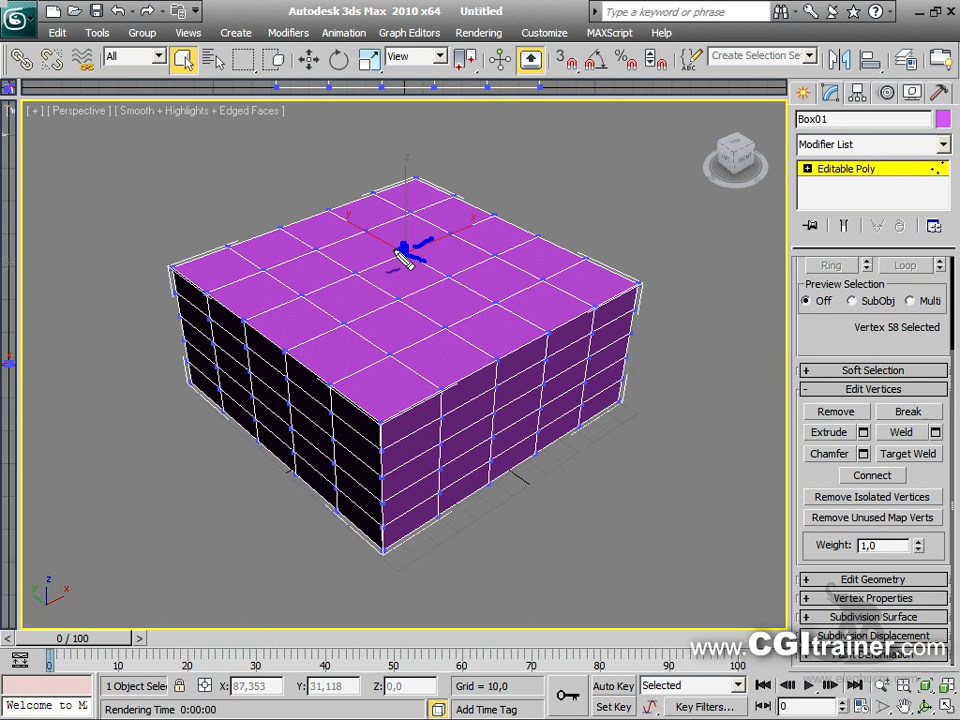 Autodesk 3ds Max 2010 x64 Untitled
Type a keyword or phrase
Edit Tools Group Views Create Modifiers Animation Graph Editors Rendering Customize MAXScript Help
All View 3 Create Selection Se
[ + ] [ Perspective ] [ Smooth + Highlights + Edged Faces ]
Box01
Modifier List
Editable Poly
Ring Loop
Preview Selection
Off SubObj Multi
Vertex 58 Selected
+ Soft Selection
- Edit Vertices
Remove Break
Extrude Weld
Chamfer Target Weld
Connect
Remove Isolated Vertices
Remove Unused Map Verts
Weight: 1,0
+ Edit Geometry
+ Vertex Properties
+ Subdivision Surface
+ Subdivision Displacement
z
y x
z
y x
www.CGItrainer.com
< 0 / 100 >
0 10 20 30 40 50 60 70 80 90 100
1 Object Selec X: 87,353 Y: 31,118 Z: 0,0 Grid = 10,0 Auto Key Selected
Welcome to M Rendering Time 0:00:00 Add Time Tag Set Key Key Filters... 0